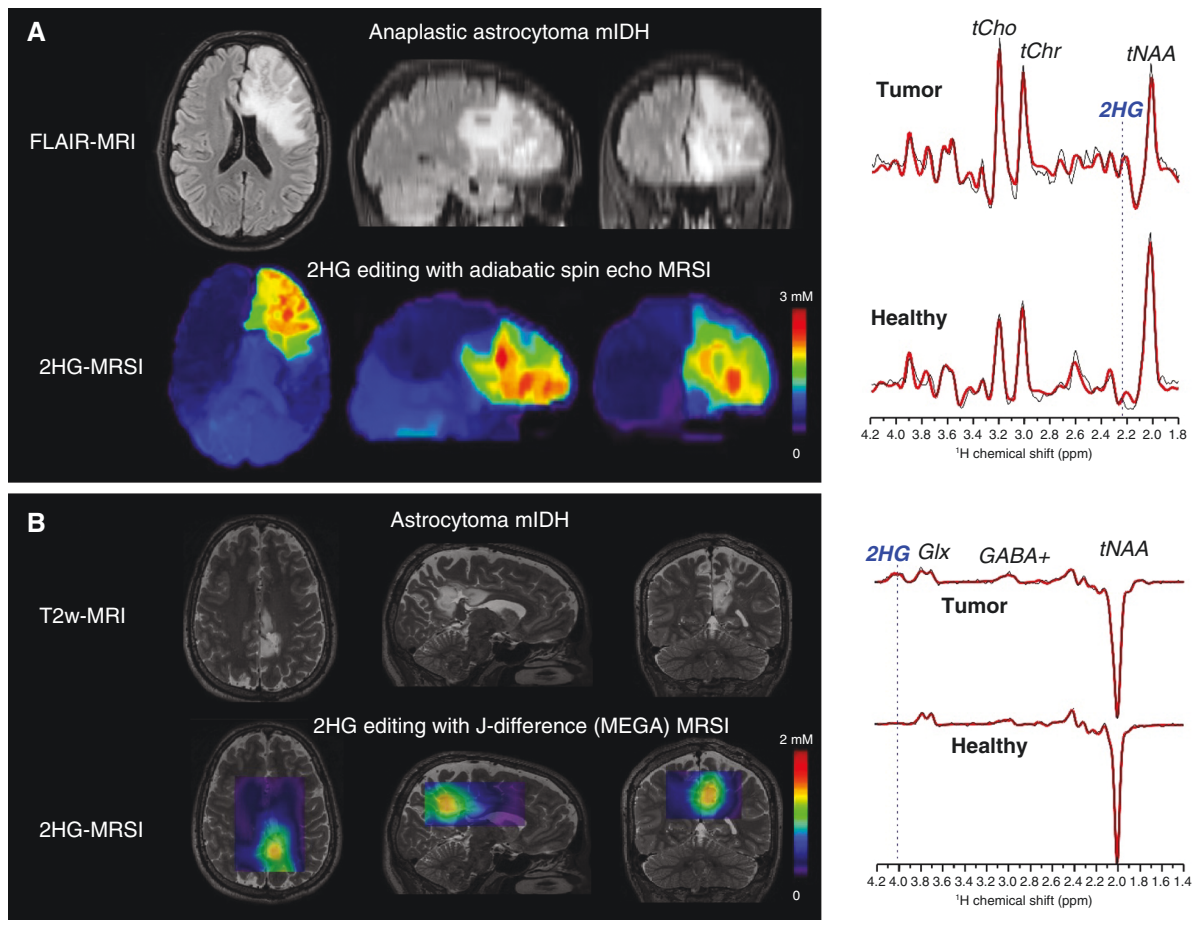 A
Anaplastic astrocytoma mIDH
FLAIR-MRI
2HG editing with adiabatic spin echo MRSI
2HG-MRSI
3 mM
0
tCho
tChr
tNAA
Tumor
2HG
Healthy
4.2 4.0 3.8 3.6 3.4 3.2 3.0 2.8 2.6 2.4 2.2 2.0 1.8
¹H chemical shift (ppm)
B
Astrocytoma mIDH
T2w-MRI
2HG editing with J-difference (MEGA) MRSI
2HG-MRSI
2 mM
0
2HG Glx GABA+ tNAA
Tumor
Healthy
4.2 4.0 3.8 3.6 3.4 3.2 3.0 2.8 2.6 2.4 2.2 2.0 1.8 1.6 1.4
¹H chemical shift (ppm)